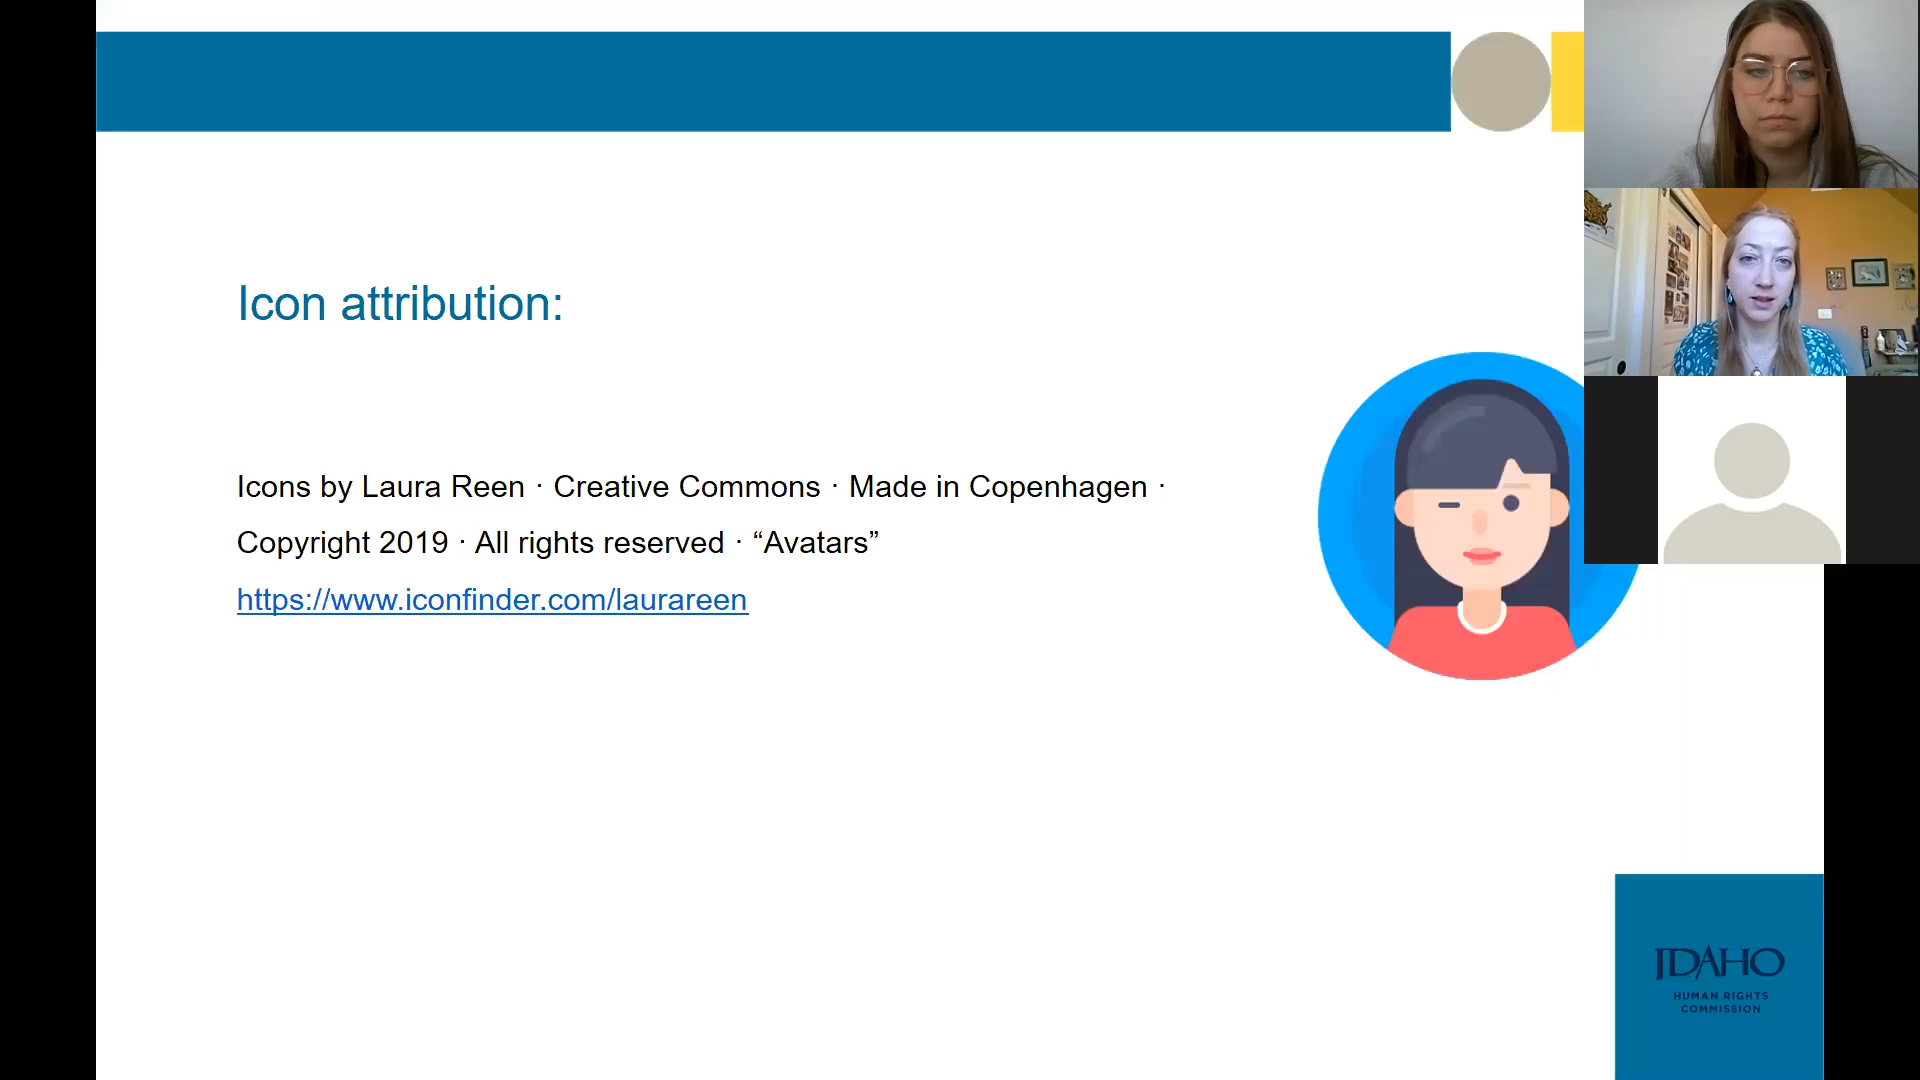 Icon attribution:
Icons by Laura Reen · Creative Commons · Made in Copenhagen ·
Copyright 2019 · All rights reserved · “Avatars”
https://www.iconfinder.com/laurareen
IDAHO
HUMAN RIGHTS
COMMISSION